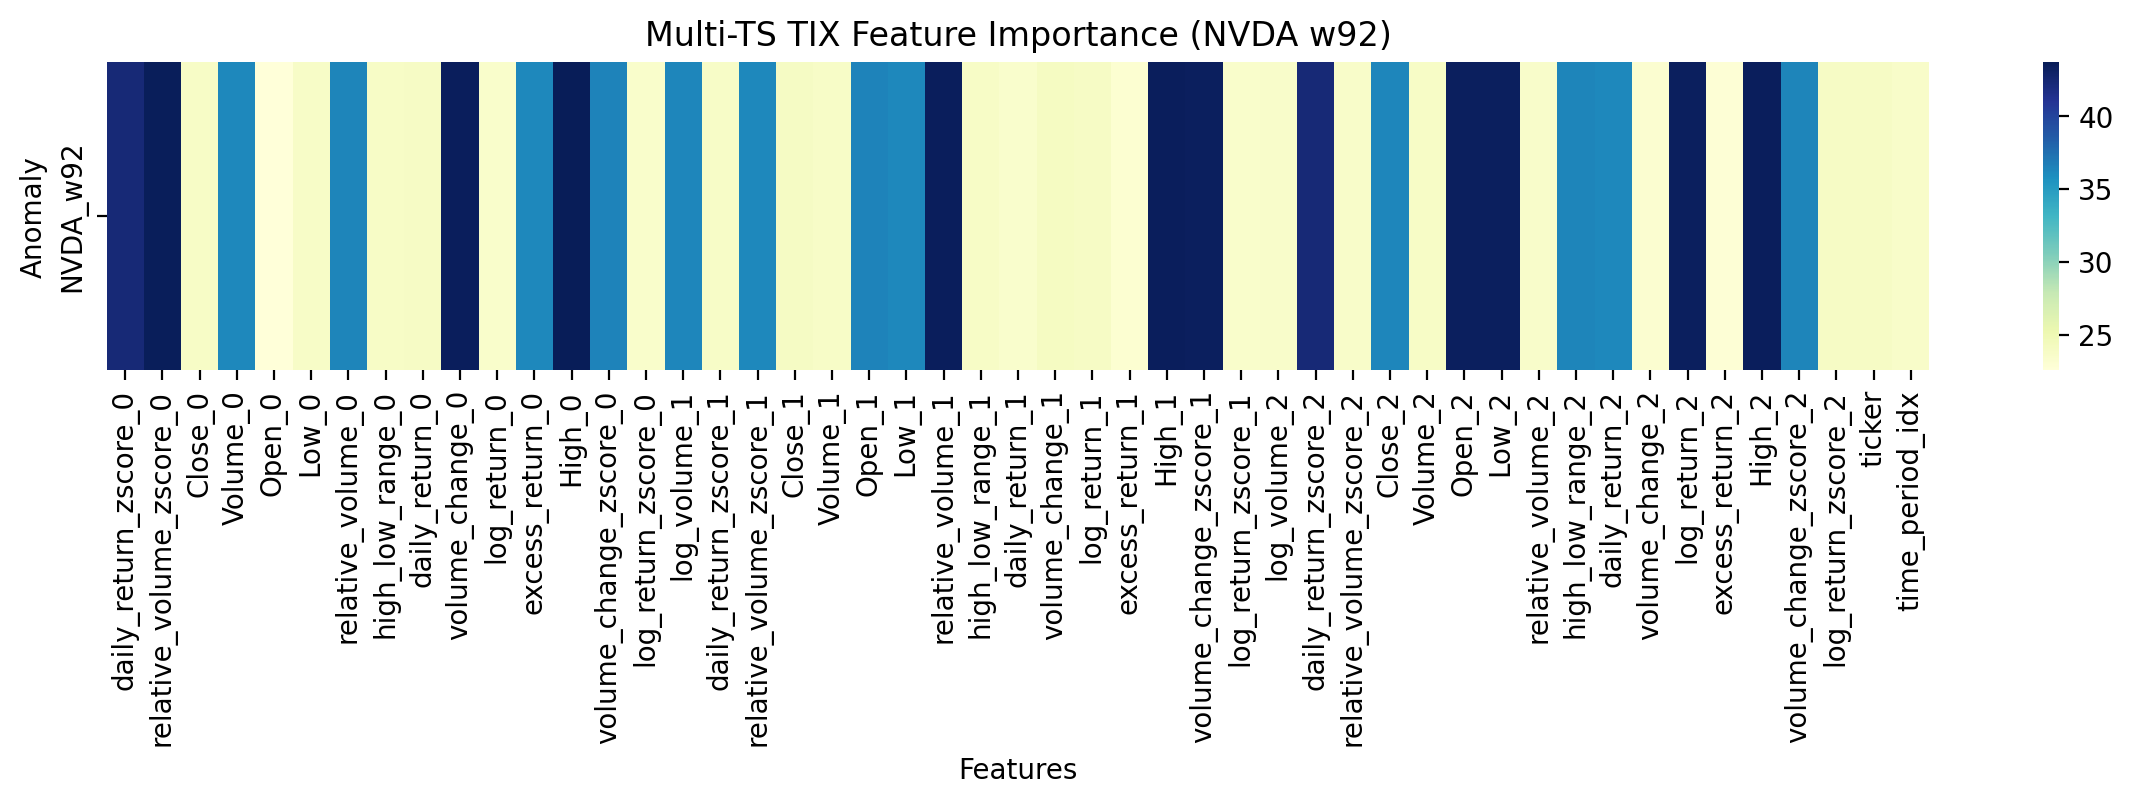 Multi-TS TIX Feature Importance (NVDA w92)
Anomaly
NVDA_w92
daily_return_zscore_0
relative_volume_zscore_0
Close_0
Volume_0
Open_0
Low_0
relative_volume_0
high_low_range_0
daily_return_0
volume_change_0
log_return_0
excess_return_0
High_0
volume_change_zscore_0
log_return_zscore_0
log_volume_1
daily_return_zscore_1
relative_volume_zscore_1
Close_1
Volume_1
Open_1
Low_1
relative_volume_1
high_low_range_1
daily_return_1
volume_change_1
log_return_1
excess_return_1
High_1
volume_change_zscore_1
log_return_zscore_1
log_volume_2
daily_return_zscore_2
relative_volume_zscore_2
Close_2
Volume_2
Open_2
Low_2
relative_volume_2
high_low_range_2
daily_return_2
volume_change_2
log_return_2
excess_return_2
High_2
volume_change_zscore_2
log_return_zscore_2
ticker
time_period_idx
Features
40
35
30
25